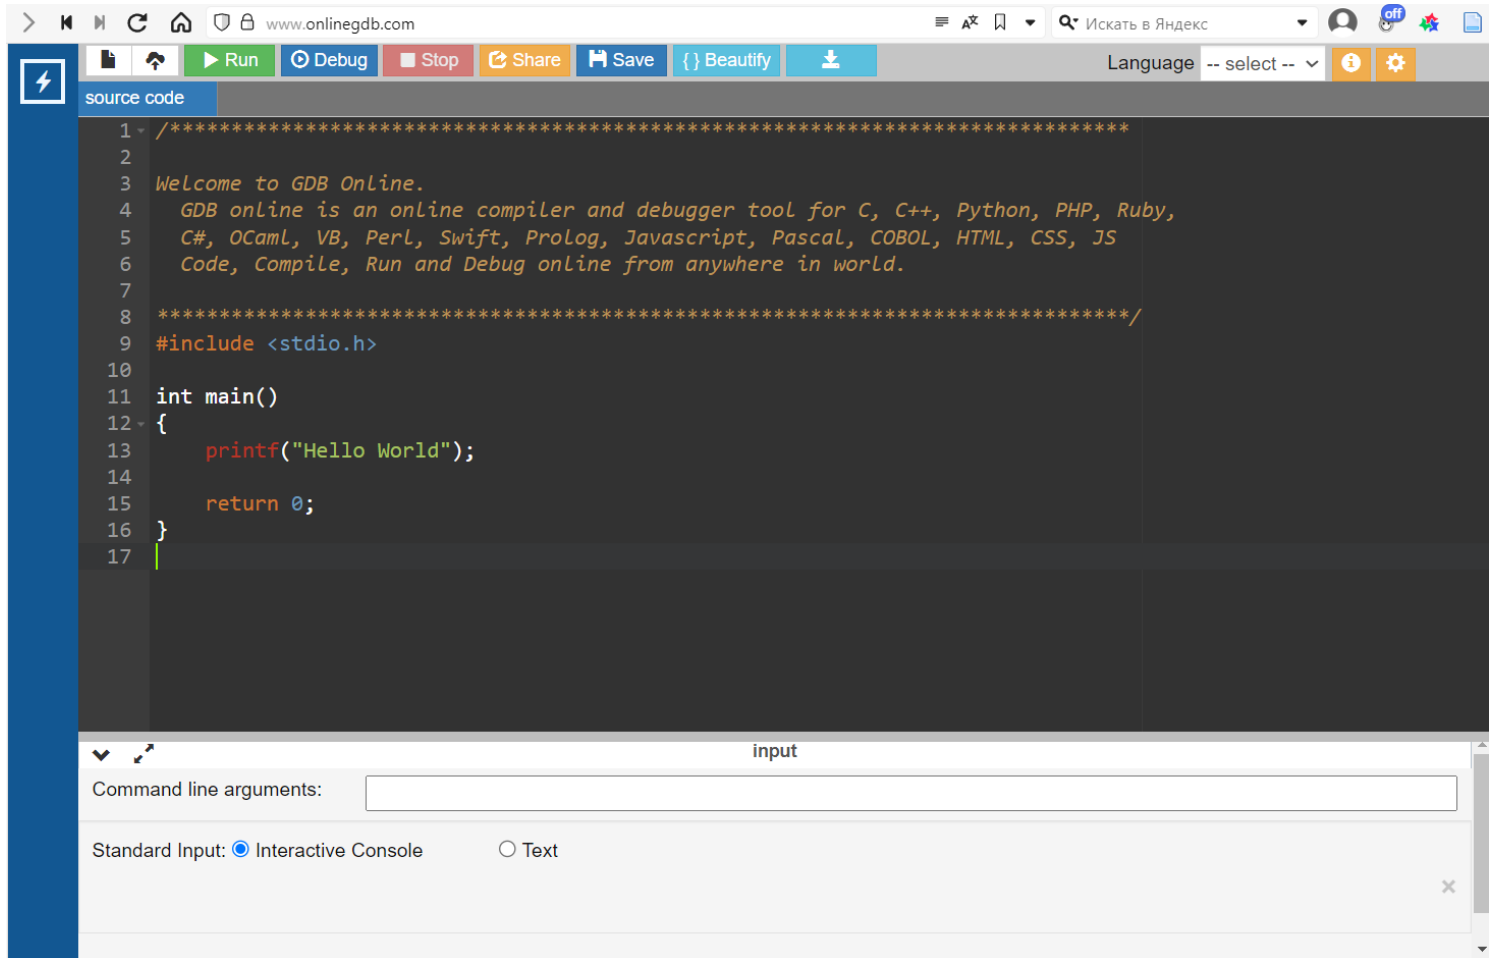 www.onlinegdb.com
Искать в Яндекс
off
Run Debug Stop Share Save { } Beautify
Language -- select --
source code
1 /******************************************************************************
2
3 Welcome to GDB Online.
4 GDB online is an online compiler and debugger tool for C, C++, Python, PHP, Ruby,
5 C#, OCaml, VB, Perl, Swift, Prolog, Javascript, Pascal, COBOL, HTML, CSS, JS
6 Code, Compile, Run and Debug online from anywhere in world.
7
8 *******************************************************************************/
9 #include <stdio.h>
10
11 int main()
12 {
13 printf("Hello World");
14
15 return 0;
16 }
17
input
Command line arguments:
Standard Input: Interactive Console Text